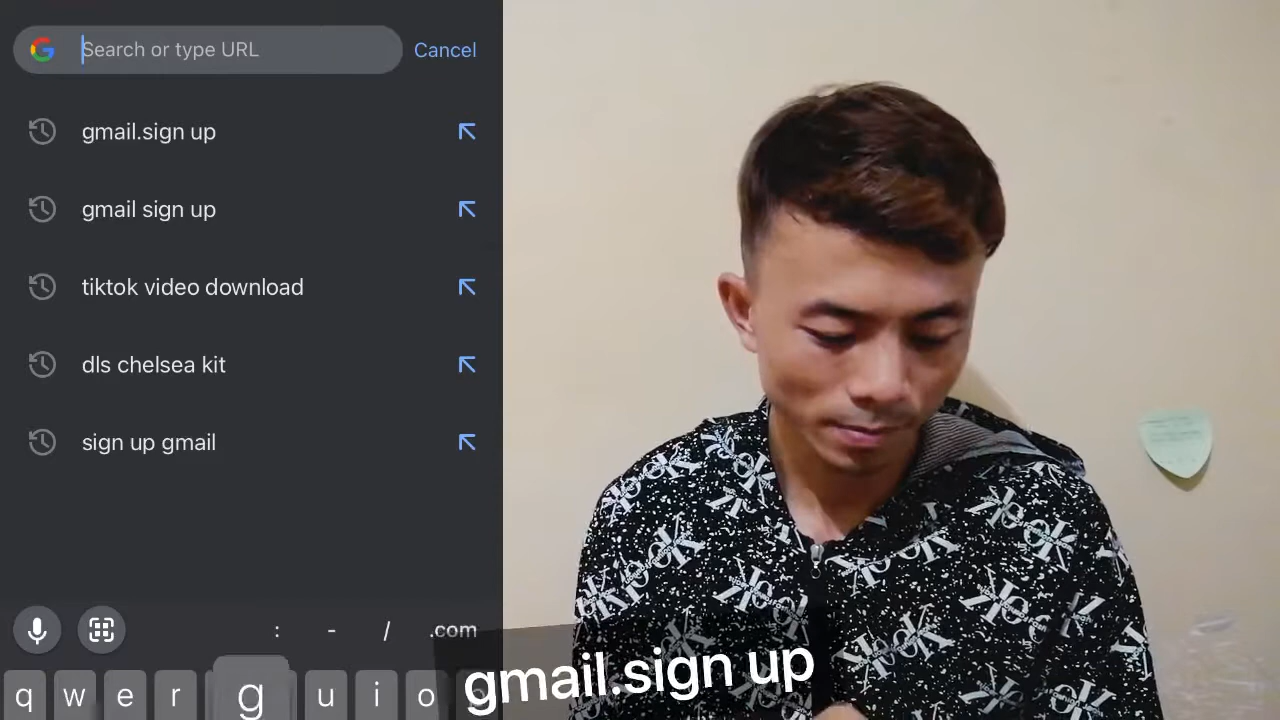 Search or type URL
Cancel
gmail.sign up
gmail sign up
tiktok video download
dls chelsea kit
sign up gmail
: - / .com
q w e r g u i o
gmail.sign up